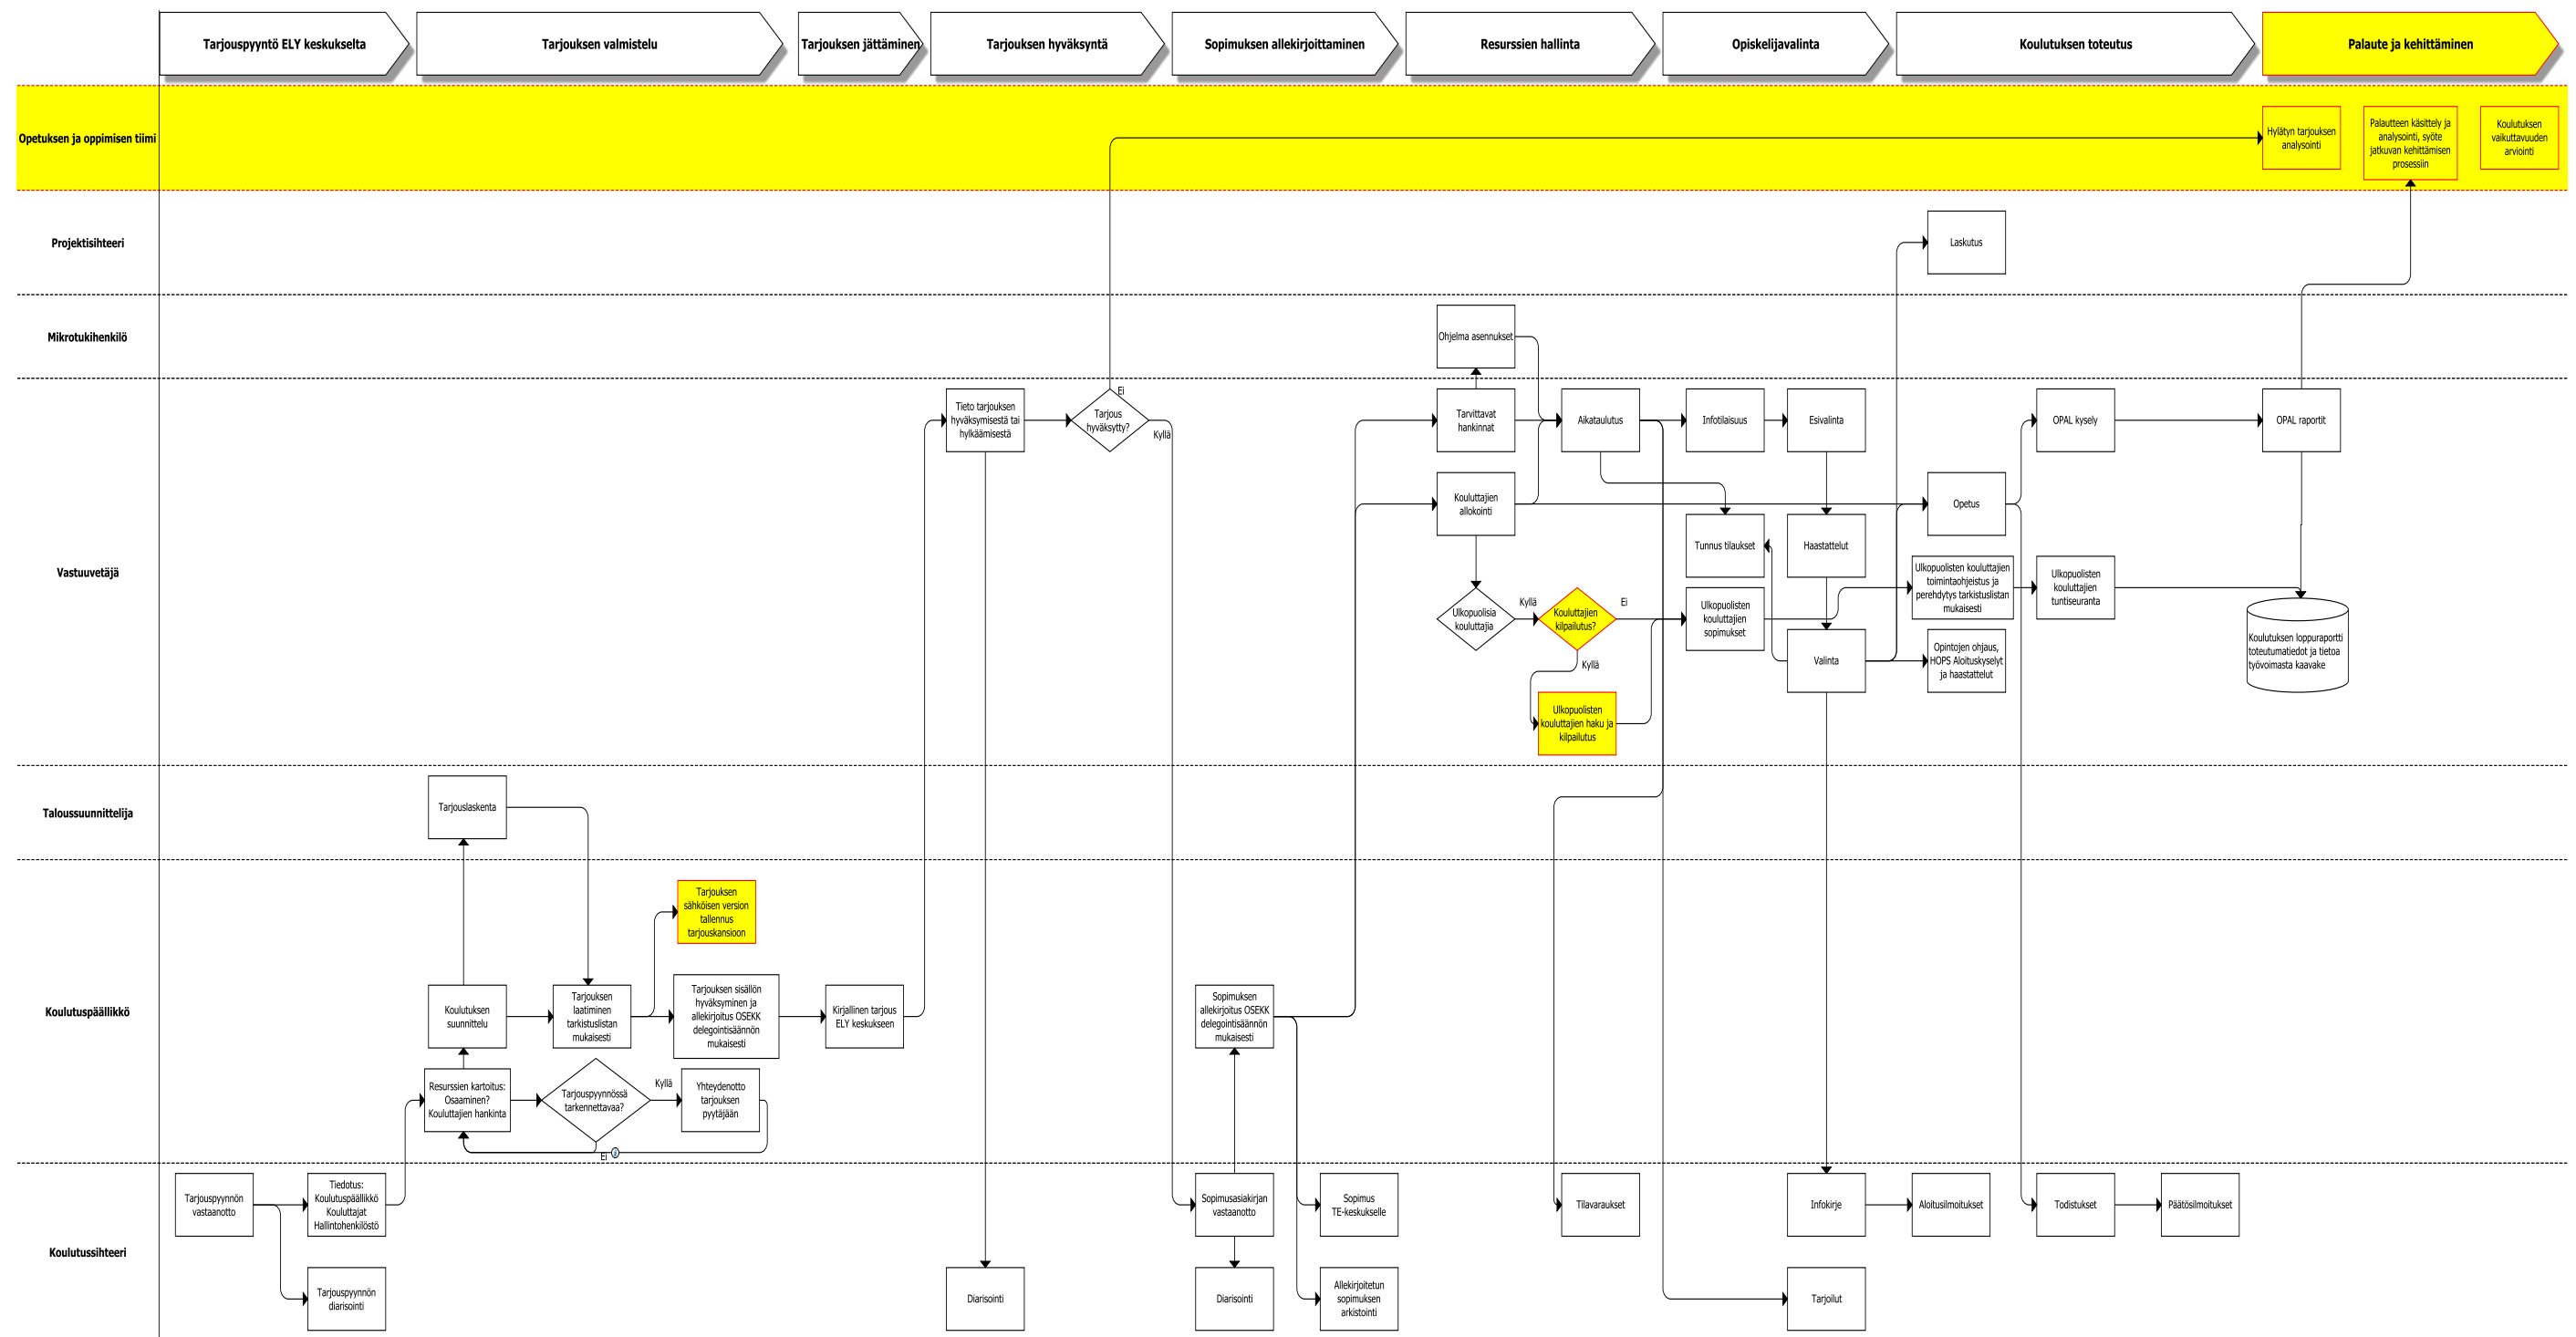 Tarjouspyyntö ELY keskukselta
Tarjouksen valmistelu
Tarjouksen jättäminen
Tarjouksen hyväksyntä
Sopimuksen allekirjoittaminen
Resurssien hallinta
Opiskelijavalinta
Koulutuksen toteutus
Palaute ja kehittäminen
Opetuksen ja oppimisen tiimi
Hylätyn tarjouksen
analysointi
Palautteen käsittely ja
analysointi, syöte
jatkuvan kehittämisen
prosessiin
Koulutuksen
vaikuttavuuden
arviointi
Projektisihteeri
Laskutus
Mikrotukihenkilö
Ohjelma asennukset
Vastuuvetäjä
Tieto tarjouksen
hyväksymisestä tai
hylkäämisestä
Tarjous
hyväksytty?
Ei
Kyllä
Tarvittavat
hankinnat
Aikataulutus
Infotilaisuus
Esivalinta
OPAL kysely
OPAL raportit
Kouluttajien
allokointi
Opetus
Tunnus tilaukset
Haastattelut
Ulkopuolisia
kouluttajia
Kyllä
Kouluttajien
kilpailutus?
Ei
Kyllä
Ulkopuolisten
kouluttajien
sopimukset
Ulkopuolisten kouluttajien
toimintaohjeistus ja
perehdytys tarkistuslistan
mukaisesti
Ulkopuolisten
kouluttajien
tuntiseuranta
Valinta
Opintojen ohjaus,
HOPS Aloituskyselyt
ja haastattelut
Koulutuksen loppuraportti
toteutumatiedot ja tietoa
työvoimasta kaavake
Ulkopuolisten
kouluttajien haku ja
kilpailutus
Taloussuunnittelija
Tarjouslaskenta
Koulutuspäällikkö
Tarjouksen
sähköisen version
tallennus
tarjouskansioon
Koulutuksen
suunnittelu
Tarjouksen
laatiminen
tarkistuslistan
mukaisesti
Tarjouksen sisällön
hyväksyminen ja
allekirjoitus OSEKK
delegointisäännön
mukaisesti
Kirjallinen tarjous
ELY keskukseen
Sopimuksen
allekirjoitus OSEKK
delegointisäännön
mukaisesti
Resurssien kartoitus:
Osaaminen?
Kouluttajien hankinta
Tarjouspyynnössä
tarkennettavaa?
Kyllä
Ei
Yhteydenotto
tarjouksen
pyytäjään
Koulutussihteeri
Tarjouspyynnön
vastaanotto
Tiedotus:
Koulutuspäällikkö
Kouluttajat
Hallintohenkilöstö
Sopimusasiakirjan
vastaanotto
Sopimus
TE-keskukselle
Tilavaraukset
Infokirje
Aloitusilmoitukset
Todistukset
Päätösilmoitukset
Tarjouspyynnön
diarisointi
Diarisointi
Diarisointi
Allekirjoitetun
sopimuksen
arkistointi
Tarjoilut